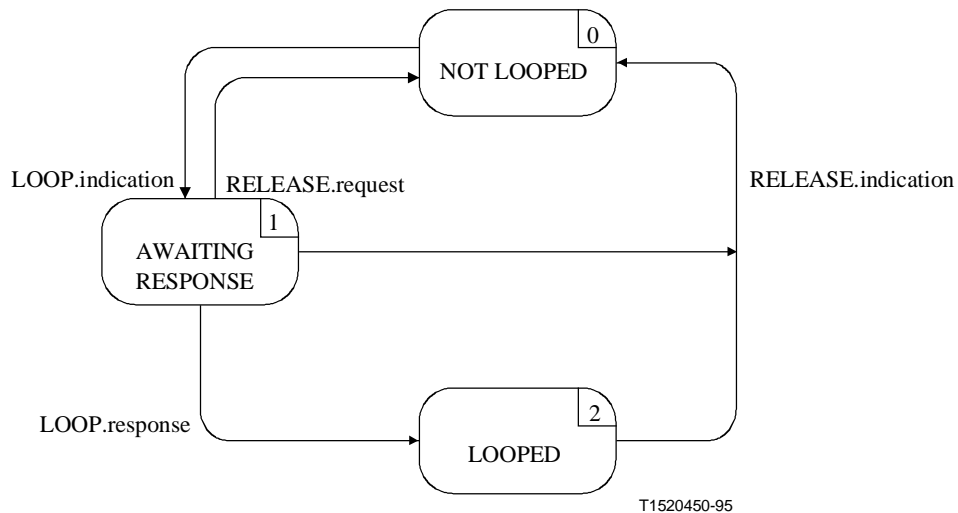 0
NOT LOOPED
LOOP.indication
RELEASE.request
RELEASE.indication
1
AWAITING
RESPONSE
LOOP.response
2
LOOPED
T1520450-95